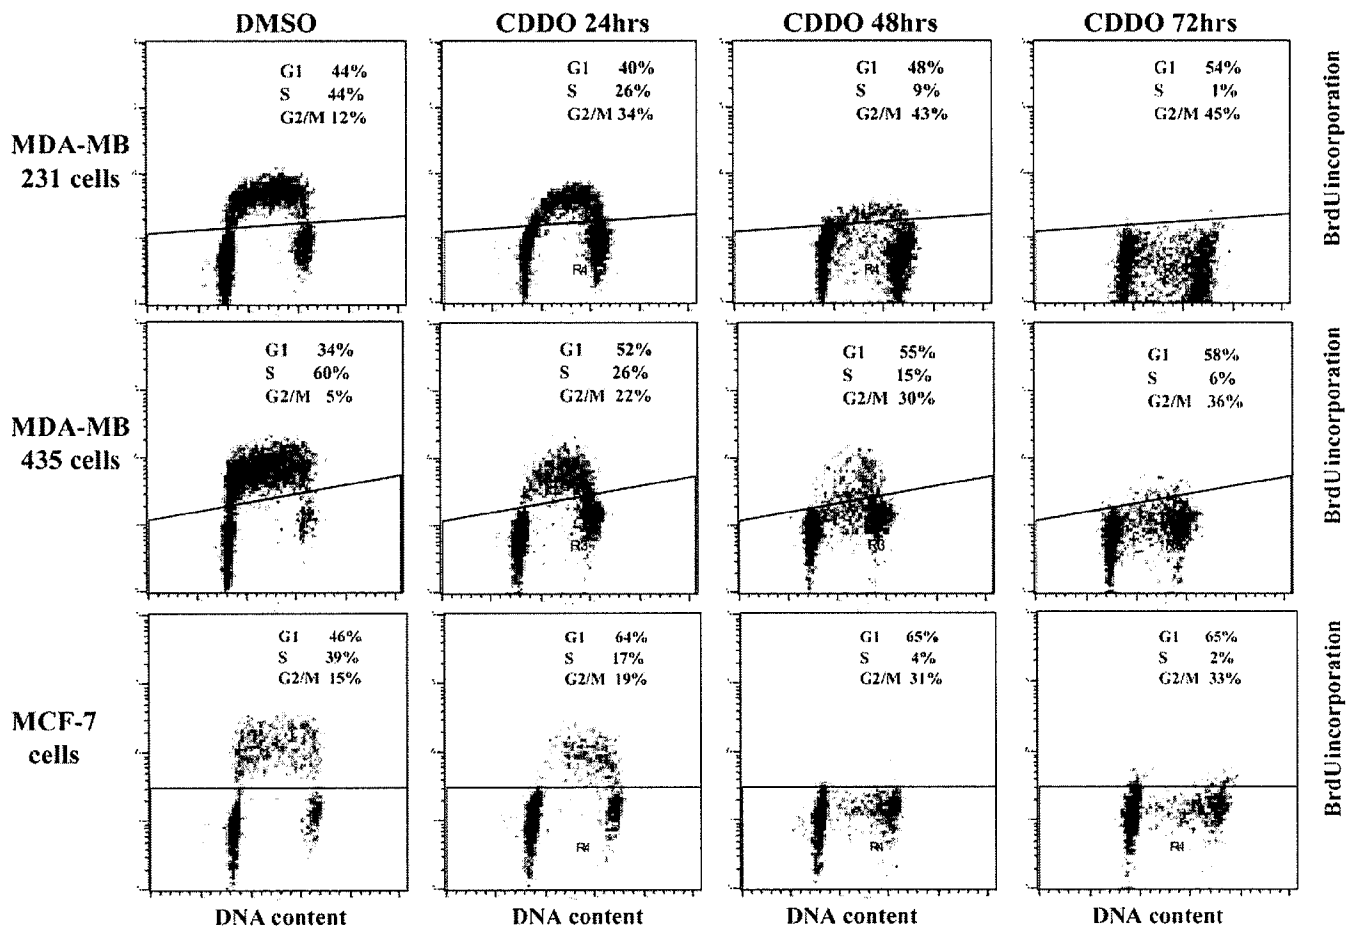 DMSO CDDO 24hrs CDDO 48hrs CDDO 72hrs
MDA-MB
231 cells
G1 44%
S 44%
G2/M 12%
G1 40%
S 26%
G2/M 34%
R4
G1 48%
S 9%
G2/M 43%
R4
G1 54%
S 1%
G2/M 45%
BrdU incorporation
MDA-MB
435 cells
G1 34%
S 60%
G2/M 5%
G1 52%
S 26%
G2/M 22%
R3
G1 55%
S 15%
G2/M 30%
R3
G1 58%
S 6%
G2/M 36%
BrdU incorporation
MCF-7
cells
G1 46%
S 39%
G2/M 15%
G1 64%
S 17%
G2/M 19%
R4
G1 65%
S 4%
G2/M 31%
R4
G1 65%
S 2%
G2/M 33%
R4
BrdU incorporation
DNA content DNA content DNA content DNA content